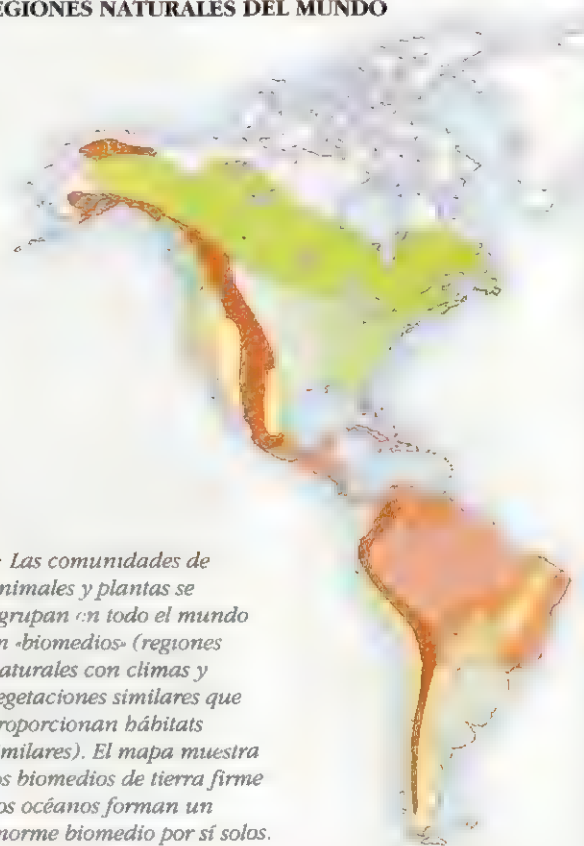 EGIONES NATURALES DEL MUNDO
Las comunidades de
nimales y plantas se
grupan en todo el mundo
n «biomedios» (regiones
aturales con climas y
egetaciones similares que
roporcionan hábitats
milares). El mapa muestra
os biomedios de tierra firme
os océanos forman un
norme biomedio por sí solos.